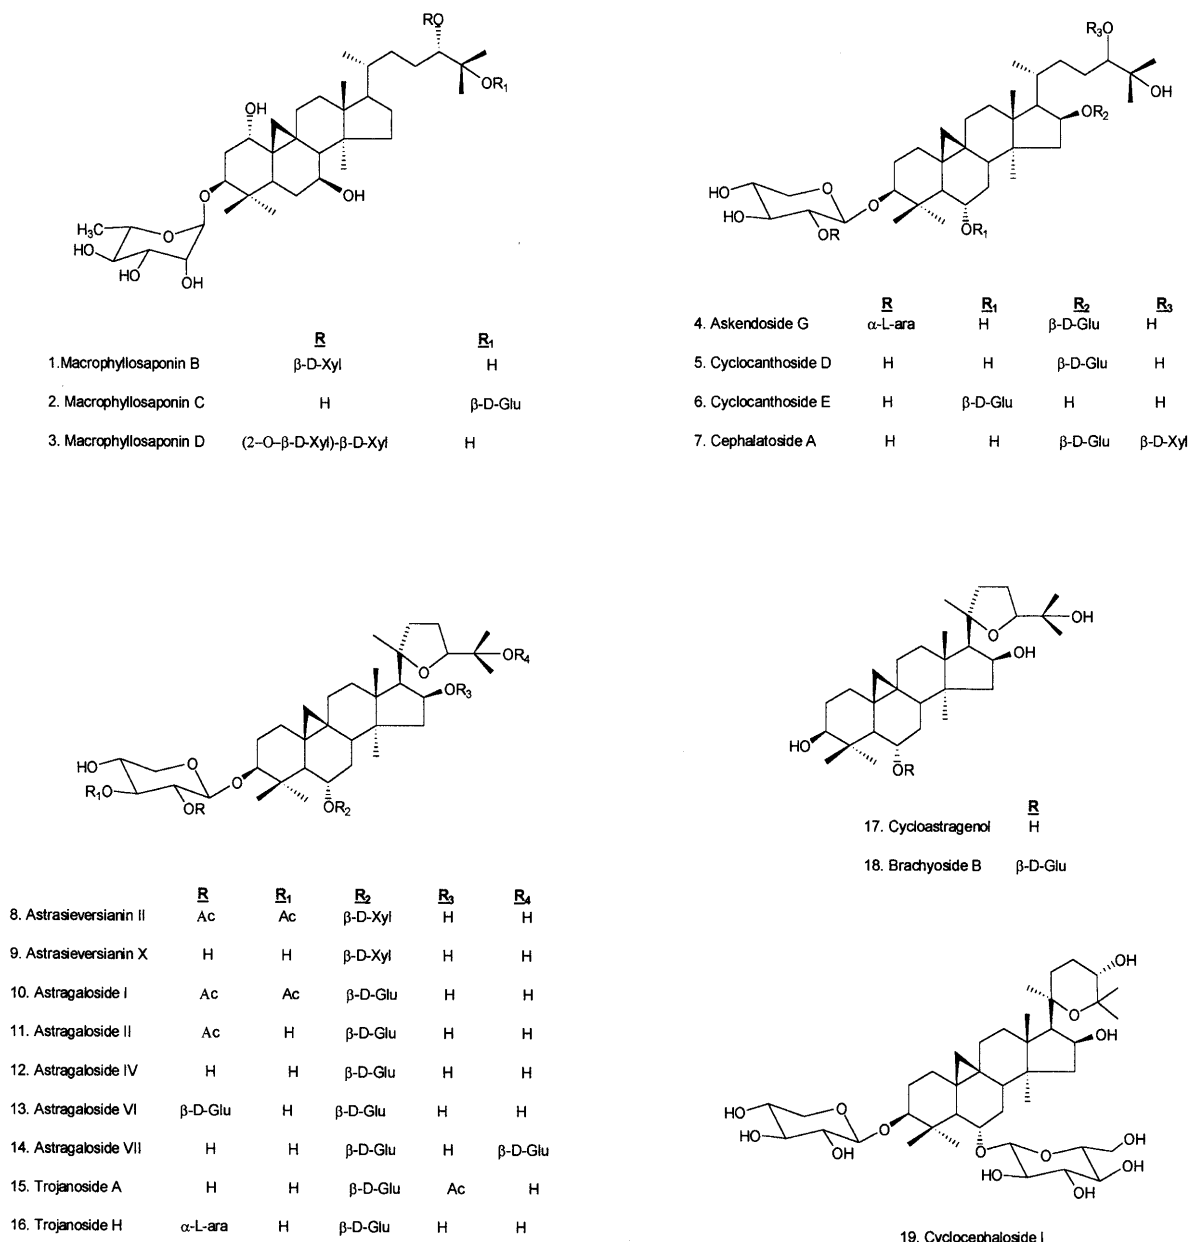 RO
OR₁
OH
OH
O
O
H₃C
HO
HO
OH
R R₁
1.Macrophyllosaponin B β-D-Xyl H
2. Macrophyllosaponin C H β-D-Glu
3. Macrophyllosaponin D (2-O-β-D-Xyl)-β-D-Xyl H
R₃O
OH
OR₂
O
O
HO
HO
OR
OR₁
R R₁ R₂ R₃
4. Askendoside G α-L-ara H β-D-Glu H
5. Cyclocanthoside D H H β-D-Glu H
6. Cyclocanthoside E H β-D-Glu H H
7. Cephalatoside A H H β-D-Glu β-D-Xyl
O
OR₄
OR₃
HO
O
O
R₁O
OR
OR₂
R R₁ R₂ R₃ R₄
8. Astrasieversianin II Ac Ac β-D-Xyl H H
9. Astrasieversianin X H H β-D-Xyl H H
10. Astragaloside I Ac Ac β-D-Glu H H
11. Astragaloside II Ac H β-D-Glu H H
12. Astragaloside IV H H β-D-Glu H H
13. Astragaloside VI β-D-Glu H β-D-Glu H H
14. Astragaloside VII H H β-D-Glu H β-D-Glu
15. Trojanoside A H H β-D-Glu Ac H
16. Trojanoside H α-L-ara H β-D-Glu H H
O
OH
OH
HO
OR
R
17. Cycloastragenol H
18. Brachyoside B β-D-Glu
OH
O
OH
HO
O
O
HO
OH
O
O
OH
HO
HO
OH
OH
19. Cyclocephaloside I